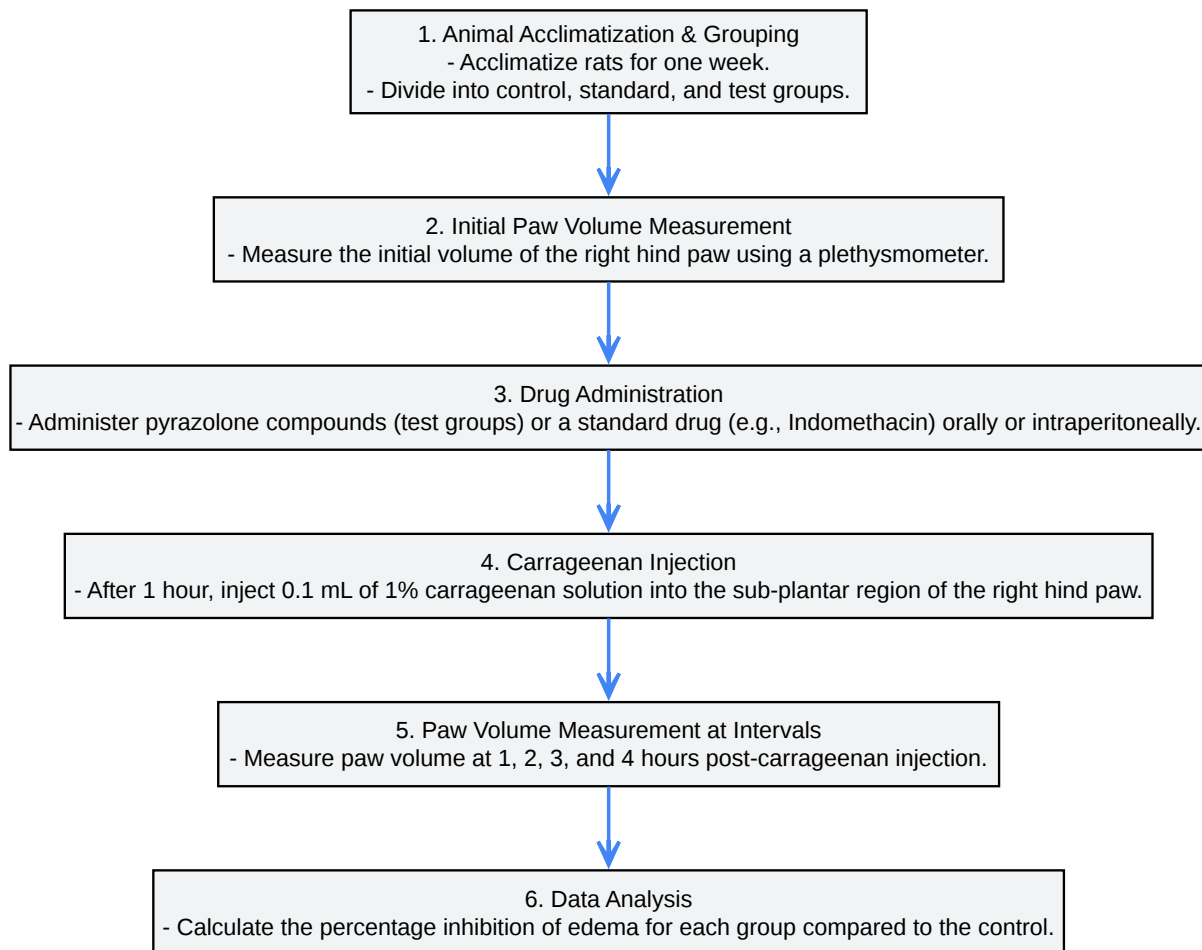 1. Animal Acclimatization & Grouping
- Acclimatize rats for one week.
- Divide into control, standard, and test groups.
2. Initial Paw Volume Measurement
- Measure the initial volume of the right hind paw using a plethysmometer.
3. Drug Administration
- Administer pyrazolone compounds (test groups) or a standard drug (e.g., Indomethacin) orally or intraperitoneally.
4. Carrageenan Injection
- After 1 hour, inject 0.1 mL of 1% carrageenan solution into the sub-plantar region of the right hind paw.
5. Paw Volume Measurement at Intervals
- Measure paw volume at 1, 2, 3, and 4 hours post-carrageenan injection.
6. Data Analysis
- Calculate the percentage inhibition of edema for each group compared to the control.